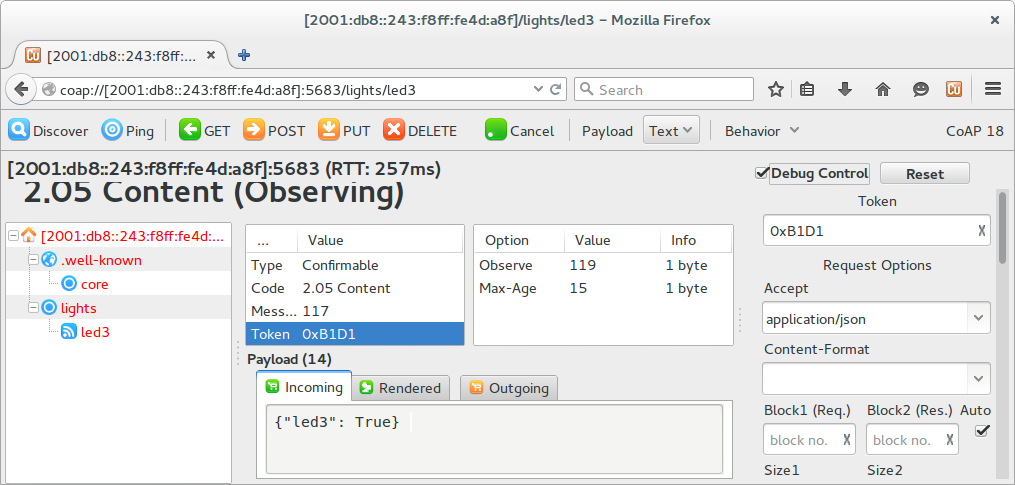 [2001:db8::243:f8ff:fe4d:a8f]/lights/led3 – Mozilla Firefox
[2001:db8::243:f8ff:...
coap://[2001:db8::243:f8ff:fe4d:a8f]:5683/lights/led3
Search
Discover Ping GET POST PUT DELETE Cancel Payload Text Behavior CoAP 18
[2001:db8::243:f8ff:fe4d:a8f]:5683 (RTT: 257ms)
Debug Control Reset
2.05 Content (Observing)
[2001:db8::243:f8ff:fe4d:...
.well-known
core
lights
led3
... Value
Type Confirmable
Code 2.05 Content
Mess... 117
Token 0xB1D1
Option Value Info
Observe 119 1 byte
Max-Age 15 1 byte
Payload (14)
Incoming Rendered Outgoing
{"led3": True}
Token
0xB1D1
Request Options
Accept
application/json
Content-Format
Block1 (Req.) Block2 (Res.) Auto
block no. block no.
Size1 Size2